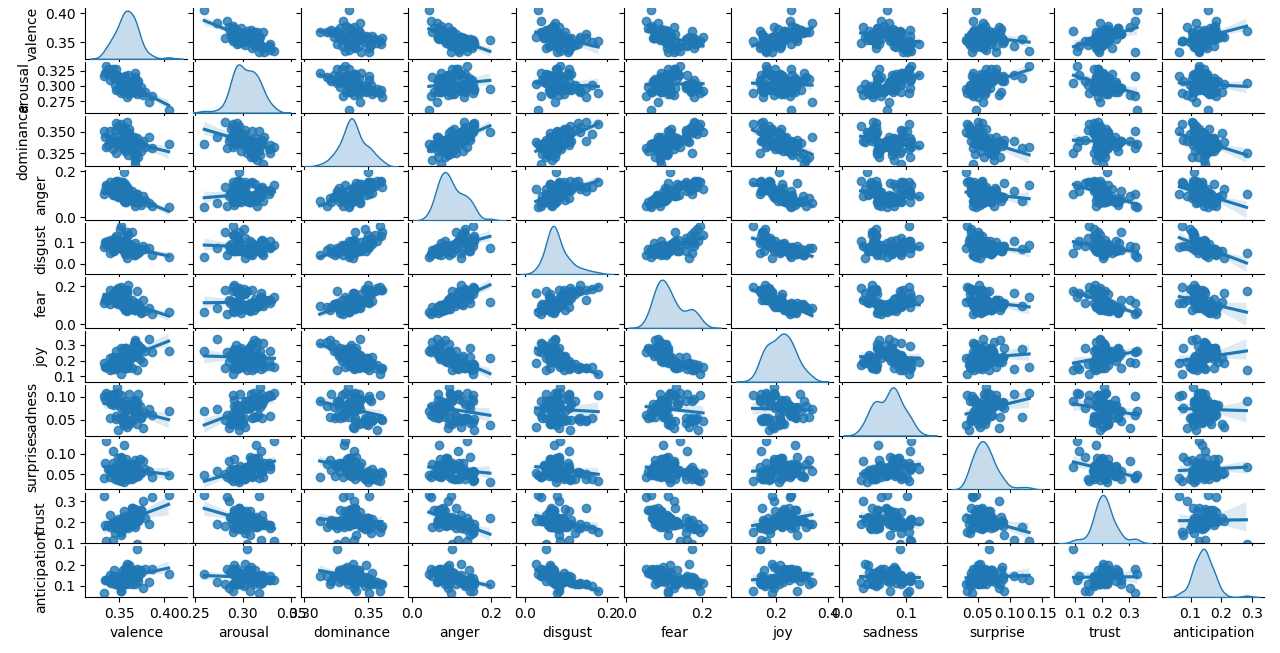 valence 0.40
0.35
arousal 0.325
0.300
0.275
dominance 0.350
0.325
anger 0.2
0.0
disgust 0.1
0.0
fear 0.2
0.0
joy 0.3
0.2
0.1
sadness 0.10
0.05
surprise 0.10
0.05
trust 0.3
0.2
0.1
anticipation 0.2
0.1
0.35 0.40 0.25 0.30 0.35 0.30 0.35 0.0 0.2 0.0 0.2 0.0 0.2 0.2 0.4 0.0 0.1 0.05 0.10 0.15 0.1 0.2 0.3 0.1 0.2 0.3
valence arousal dominance anger disgust fear joy sadness surprise trust anticipation